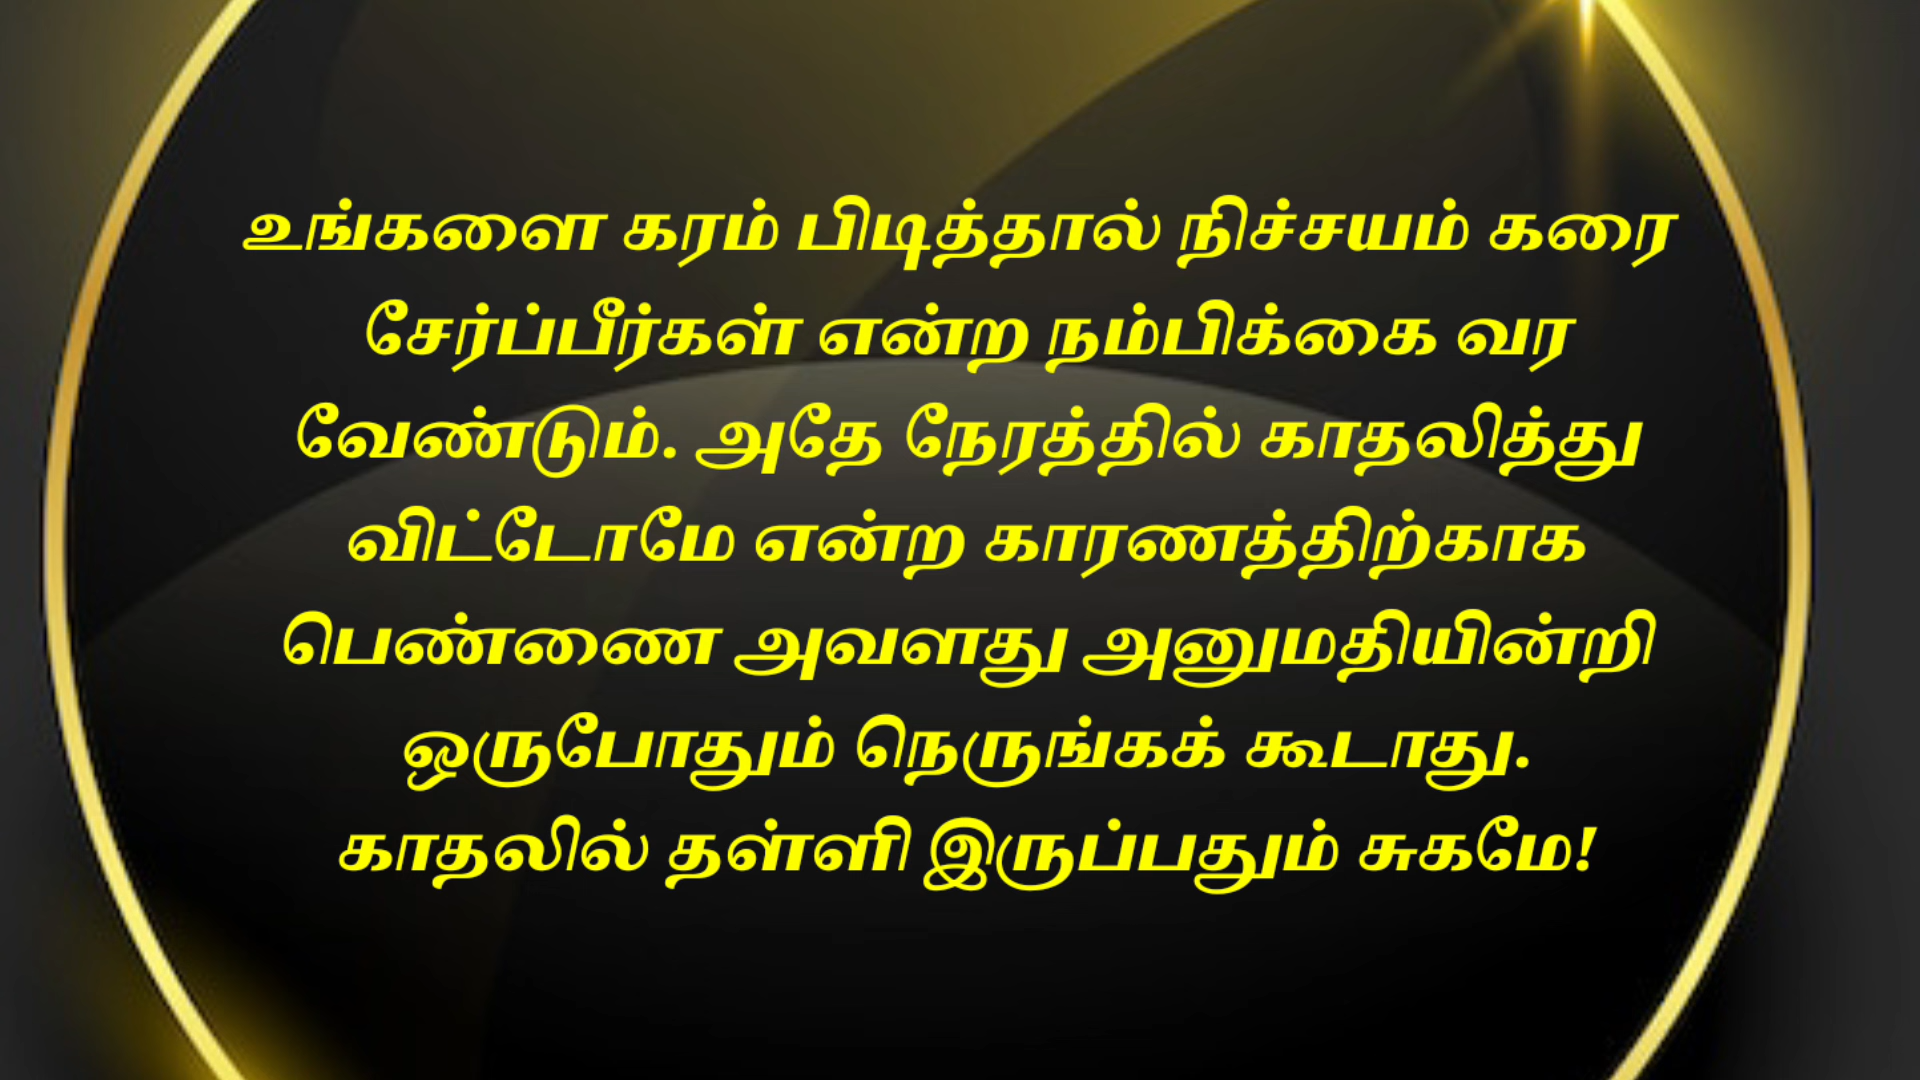 உங்களை கரம் பிடித்தால் நிச்சயம் கரை
சேர்ப்பீர்கள் என்ற நம்பிக்கை வர
வேண்டும். அதே நேரத்தில் காதலித்து
விட்டோமே என்ற காரணத்திற்காக
பெண்ணை அவளது அனுமதியின்றி
ஒருபோதும் நெருங்கக் கூடாது.
காதலில் தள்ளி இருப்பதும் சுகமே!